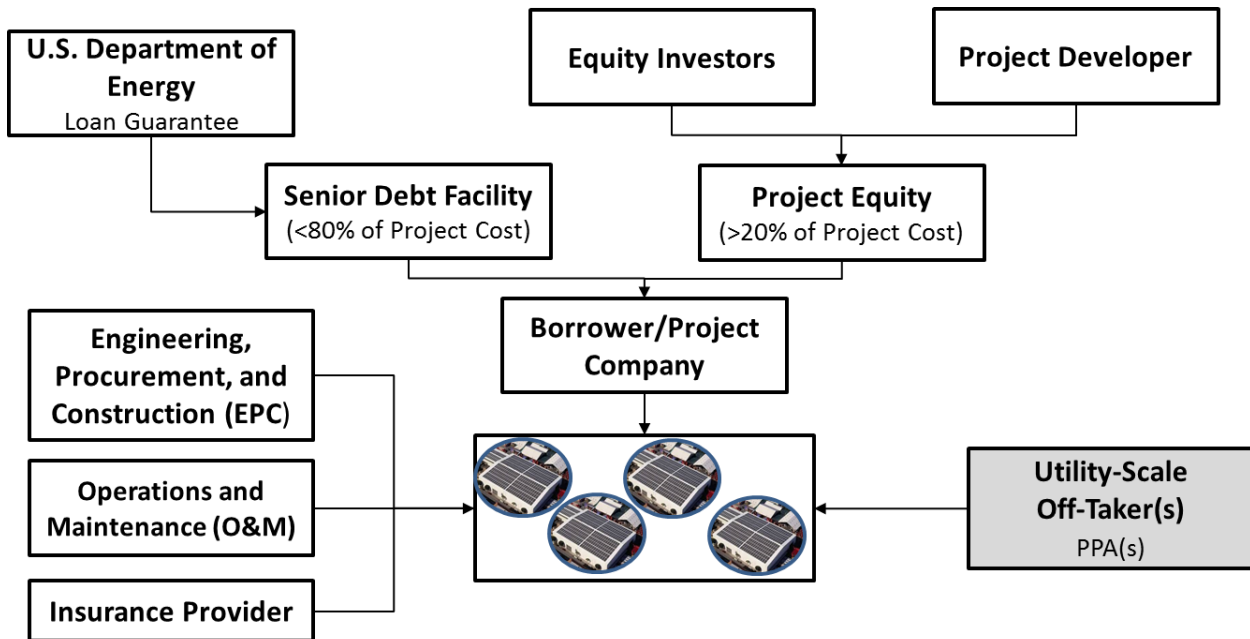 U.S. Department of
Energy
Loan Guarantee
Equity Investors
Project Developer
Senior Debt Facility
(<80% of Project Cost)
Project Equity
(>20% of Project Cost)
Borrower/Project
Company
Engineering,
Procurement, and
Construction (EPC)
Operations and
Maintenance (O&M)
Insurance Provider
Utility-Scale
Off-Taker(s)
PPA(s)